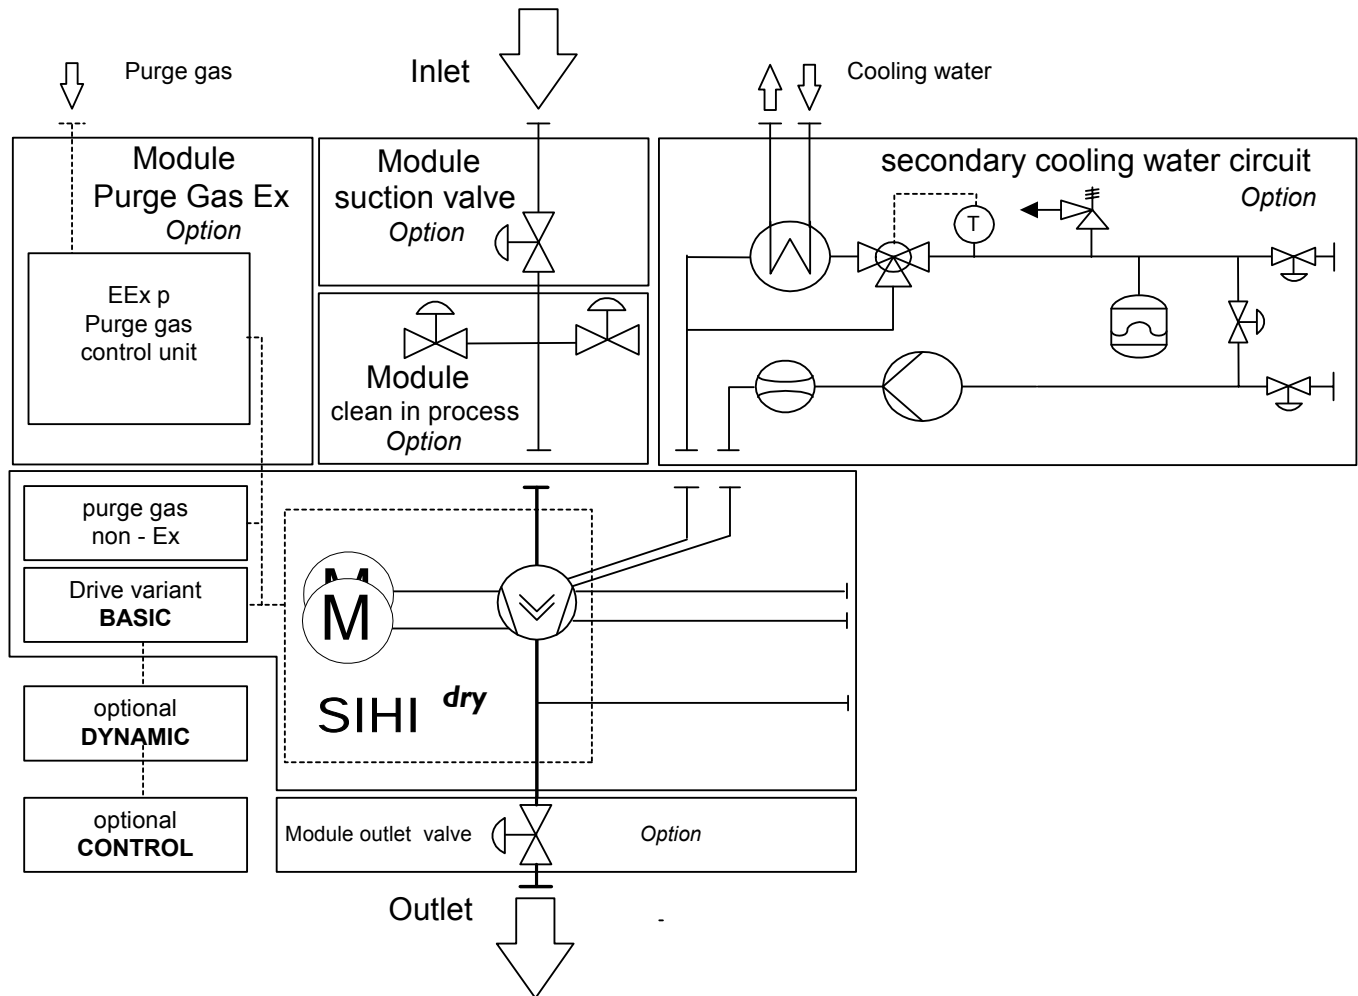 Purge gas
Inlet
Cooling water
Module
Purge Gas Ex
Option
EEx p
Purge gas
control unit
Module
suction valve
Option
Module
clean in process
Option
secondary cooling water circuit
Option
T
purge gas
non - Ex
Drive variant
BASIC
optional
DYNAMIC
optional
CONTROL
M
M
SIHI dry
Module outlet valve
Option
Outlet
-